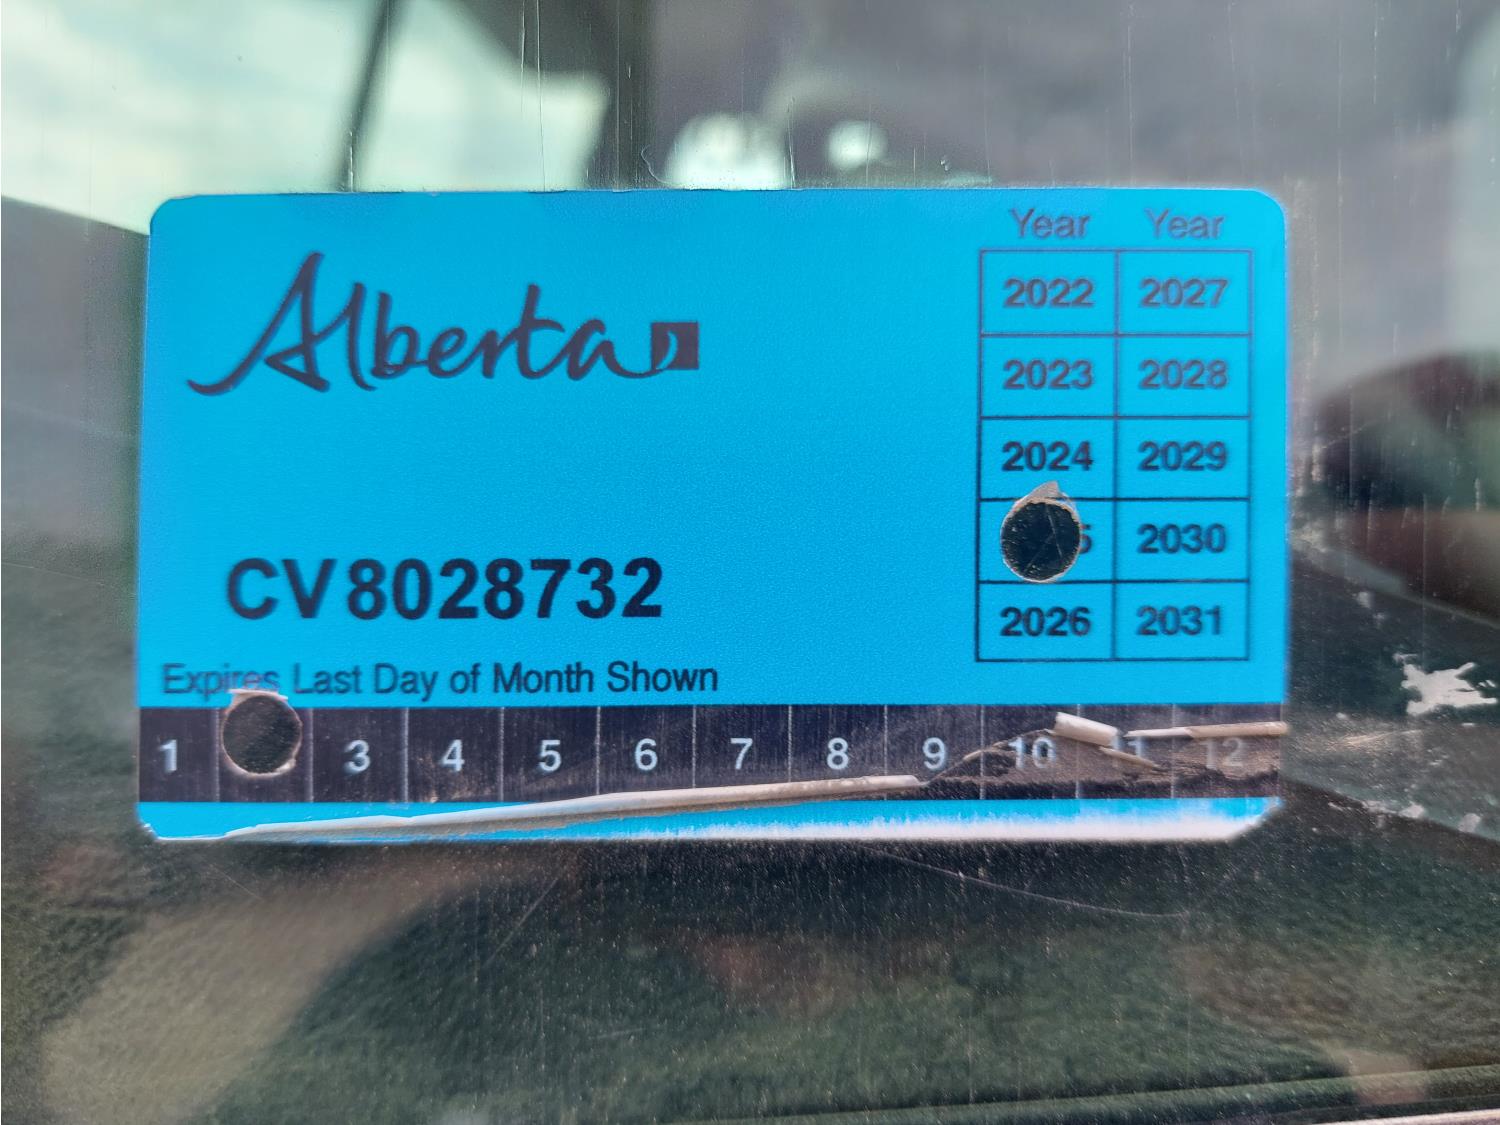 Alberta
Year Year
2022 2027
2023 2028
2024 2029
2030
2026 2031
CV8028732
Expires Last Day of Month Shown
1 3 4 5 6 7 8 9 10 11 12